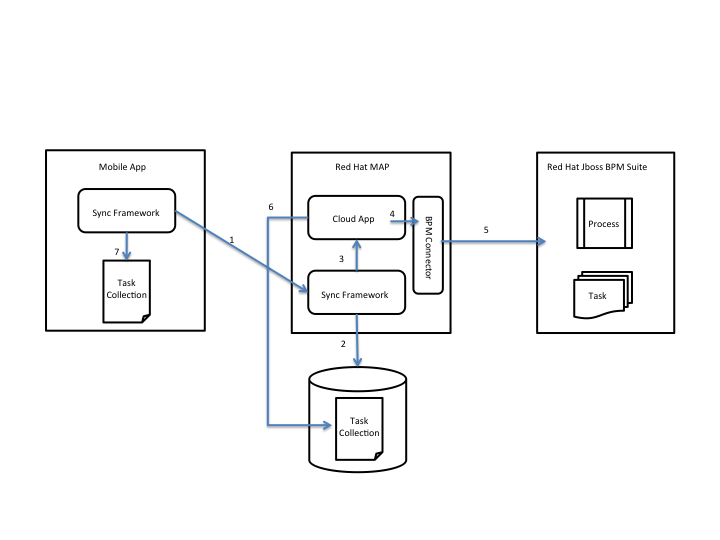 Mobile App
Sync Framework
7
Task
Collection
1
6
Red Hat MAP
Cloud App
4
BPM Connector
3
Sync Framework
2
Task
Collection
5
Red Hat Jboss BPM Suite
Process
Task